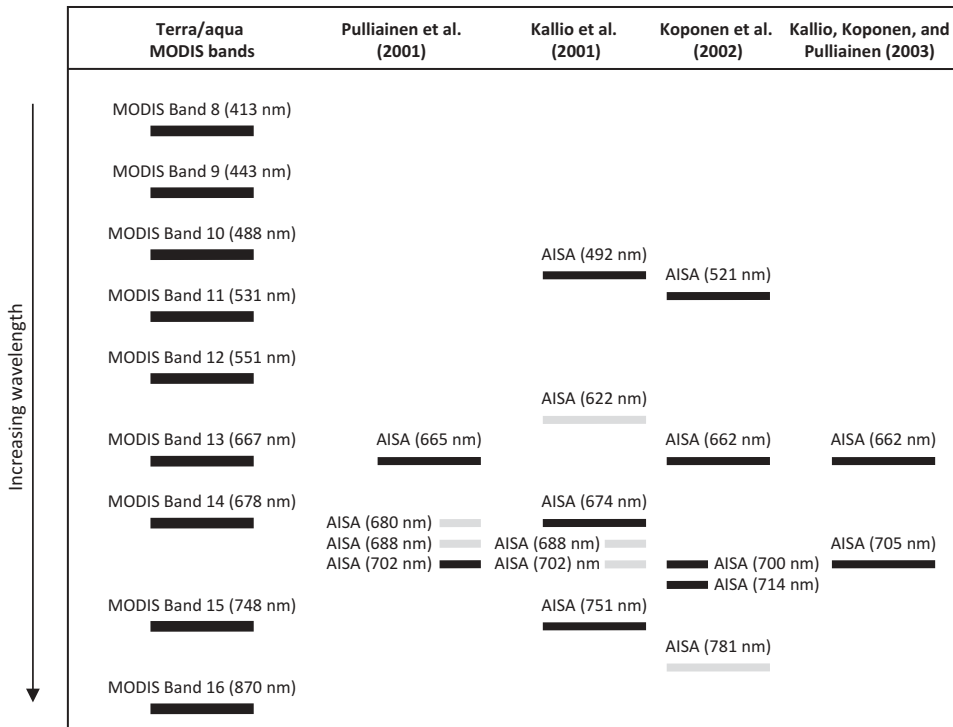 Terra/aqua
MODIS bands
Pulliainen et al.
(2001)
Kallio et al.
(2001)
Koponen et al.
(2002)
Kallio, Koponen, and
Pulliainen (2003)
Increasing wavelength
MODIS Band 8 (413 nm)
MODIS Band 9 (443 nm)
MODIS Band 10 (488 nm)
MODIS Band 11 (531 nm)
MODIS Band 12 (551 nm)
MODIS Band 13 (667 nm)
MODIS Band 14 (678 nm)
MODIS Band 15 (748 nm)
MODIS Band 16 (870 nm)
AISA (665 nm)
AISA (680 nm)
AISA (688 nm)
AISA (702 nm)
AISA (492 nm)
AISA (622 nm)
AISA (674 nm)
AISA (688 nm)
AISA (702) nm
AISA (751 nm)
AISA (521 nm)
AISA (662 nm)
AISA (700 nm)
AISA (714 nm)
AISA (781 nm)
AISA (662 nm)
AISA (705 nm)